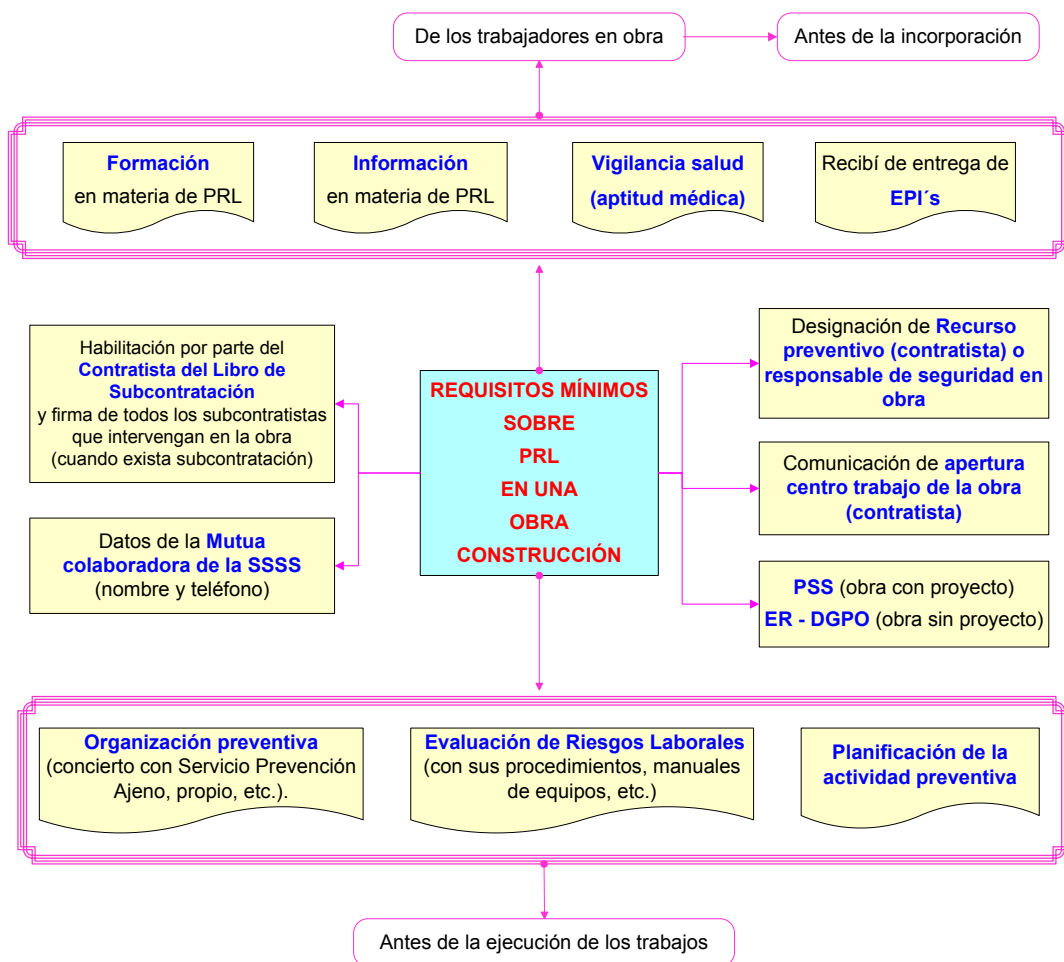 De los trabajadores en obra
Antes de la incorporación
Formación
en materia de PRL
Información
en materia de PRL
Vigilancia salud
(aptitud médica)
Recibí de entrega de
EPI´s
Habilitación por parte del
Contratista del Libro de
Subcontratación
y firma de todos los subcontratistas
que intervengan en la obra
(cuando exista subcontratación)
Datos de la Mutua
colaboradora de la SSSS
(nombre y teléfono)
REQUISITOS MÍNIMOS
SOBRE
PRL
EN UNA
OBRA
CONSTRUCCIÓN
Designación de Recurso
preventivo (contratista) o
responsable de seguridad en
obra
Comunicación de apertura
centro trabajo de la obra
(contratista)
PSS (obra con proyecto)
ER - DGPO (obra sin proyecto)
Organización preventiva
(concierto con Servicio Prevención
Ajeno, propio, etc.).
Evaluación de Riesgos Laborales
(con sus procedimientos, manuales
de equipos, etc.)
Planificación de la
actividad preventiva
Antes de la ejecución de los trabajos